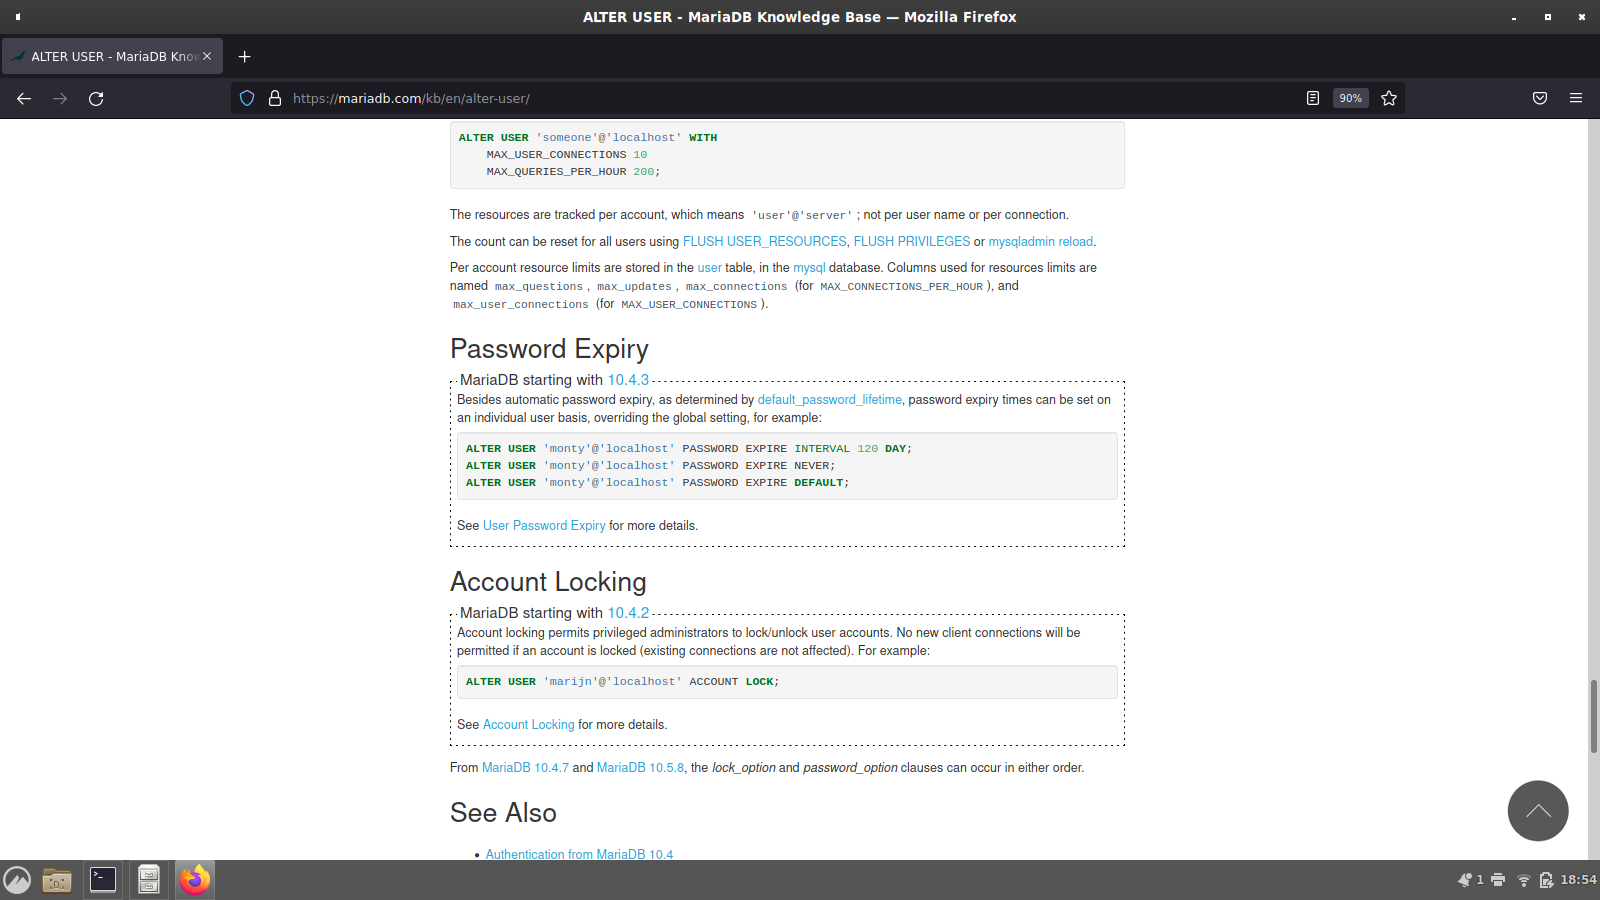 ALTER USER - MariaDB Knowledge Base — Mozilla Firefox
ALTER USER - MariaDB Know
https://mariadb.com/kb/en/alter-user/
90%
ALTER USER 'someone'@'localhost' WITH
MAX_USER_CONNECTIONS 10
MAX_QUERIES_PER_HOUR 200;
The resources are tracked per account, which means 'user'@'server'; not per user name or per connection.
The count can be reset for all users using FLUSH USER_RESOURCES, FLUSH PRIVILEGES or mysqladmin reload.
Per account resource limits are stored in the user table, in the mysql database. Columns used for resources limits are
named max_questions, max_updates, max_connections (for MAX_CONNECTIONS_PER_HOUR), and
max_user_connections (for MAX_USER_CONNECTIONS).
Password Expiry
MariaDB starting with 10.4.3
Besides automatic password expiry, as determined by default_password_lifetime, password expiry times can be set on
an individual user basis, overriding the global setting, for example:
ALTER USER 'monty'@'localhost' PASSWORD EXPIRE INTERVAL 120 DAY;
ALTER USER 'monty'@'localhost' PASSWORD EXPIRE NEVER;
ALTER USER 'monty'@'localhost' PASSWORD EXPIRE DEFAULT;
See User Password Expiry for more details.
Account Locking
MariaDB starting with 10.4.2
Account locking permits privileged administrators to lock/unlock user accounts. No new client connections will be
permitted if an account is locked (existing connections are not affected). For example:
ALTER USER 'marijn'@'localhost' ACCOUNT LOCK;
See Account Locking for more details.
From MariaDB 10.4.7 and MariaDB 10.5.8, the lock_option and password_option clauses can occur in either order.
See Also
• Authentication from MariaDB 10.4
1
18:54